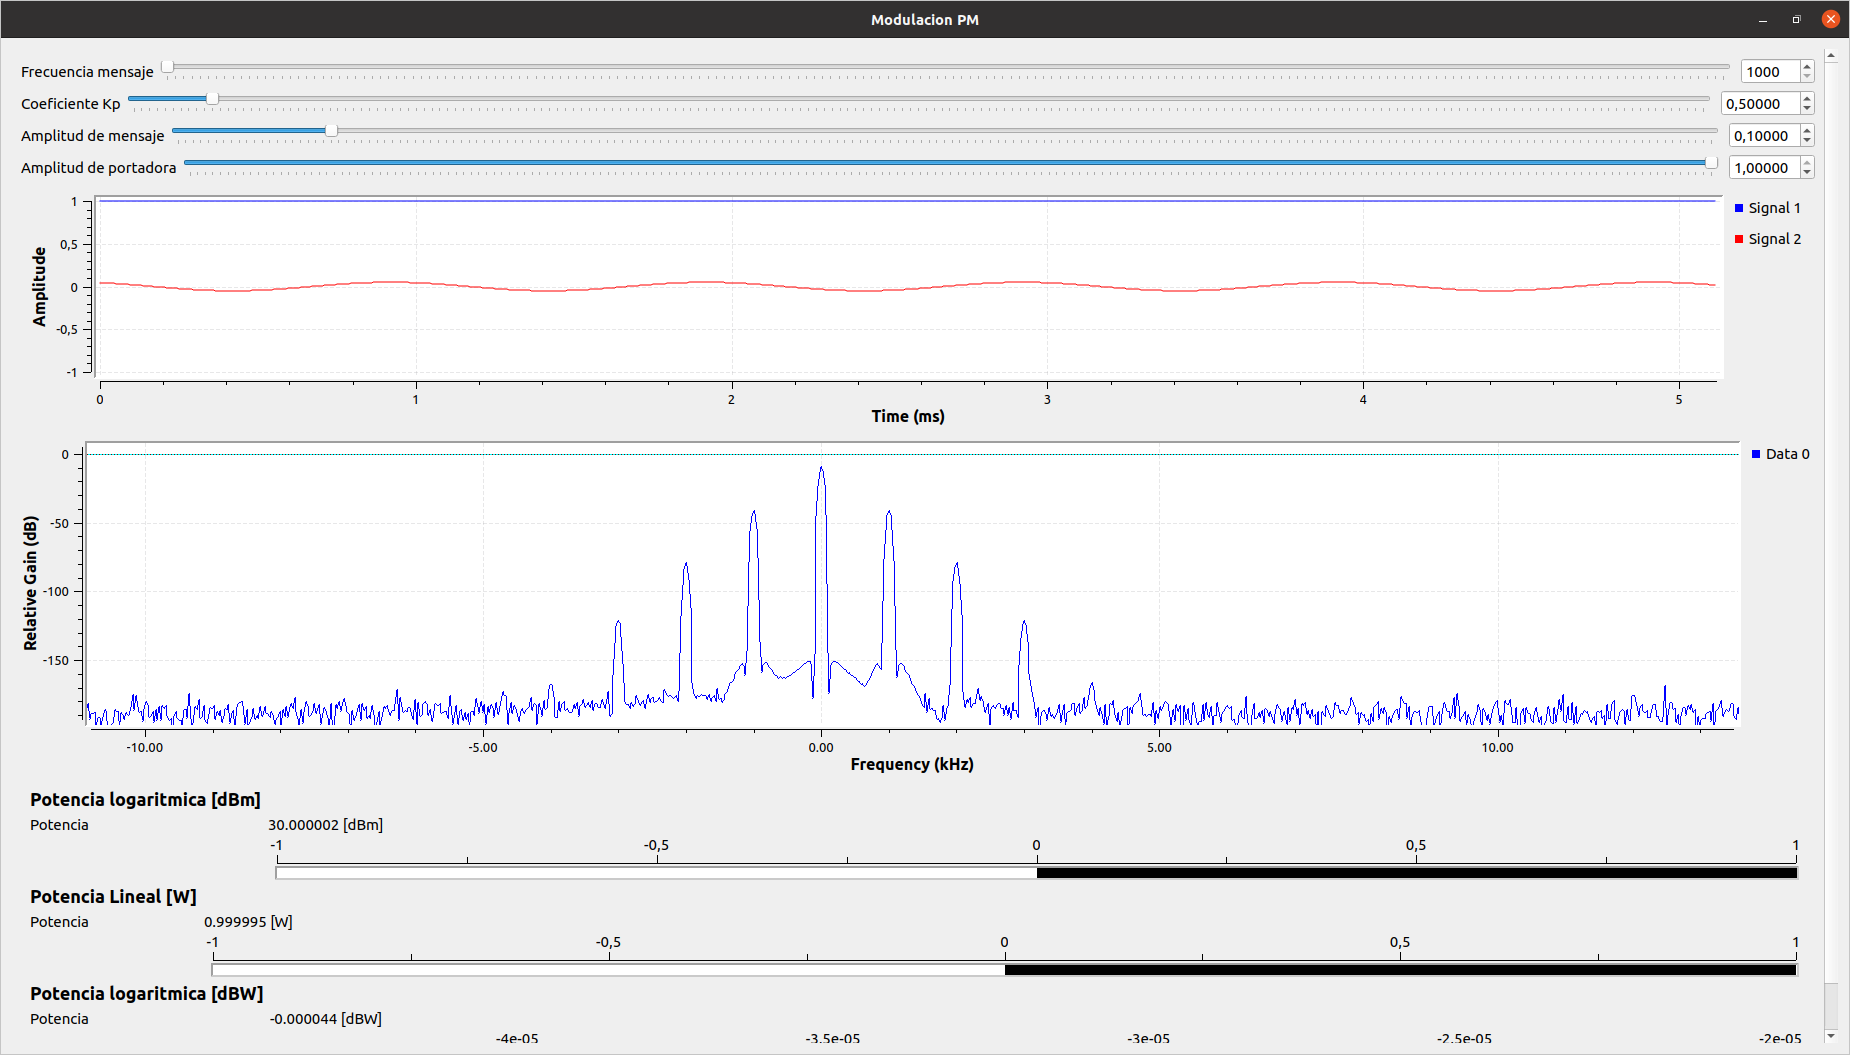 Modulacion PM
Frecuencia mensaje 1000
Coeficiente Kp 0,50000
Amplitud de mensaje 0,10000
Amplitud de portadora 1,00000
Amplitude
1
0,5
0
-0,5
-1
Signal 1
Signal 2
0 1 2 3 4 5
Time (ms)
Relative Gain (dB)
0
-50
-100
-150
Data 0
-10.00 -5.00 0.00 5.00 10.00
Frequency (kHz)
Potencia logaritmica [dBm]
Potencia 30.000002 [dBm]
-1 -0,5 0 0,5 1
Potencia Lineal [W]
Potencia 0.999995 [W]
-1 -0,5 0 0,5 1
Potencia logaritmica [dBW]
Potencia -0.000044 [dBW]
-4e-05 -3.5e-05 -3e-05 -2.5e-05 -2e-05